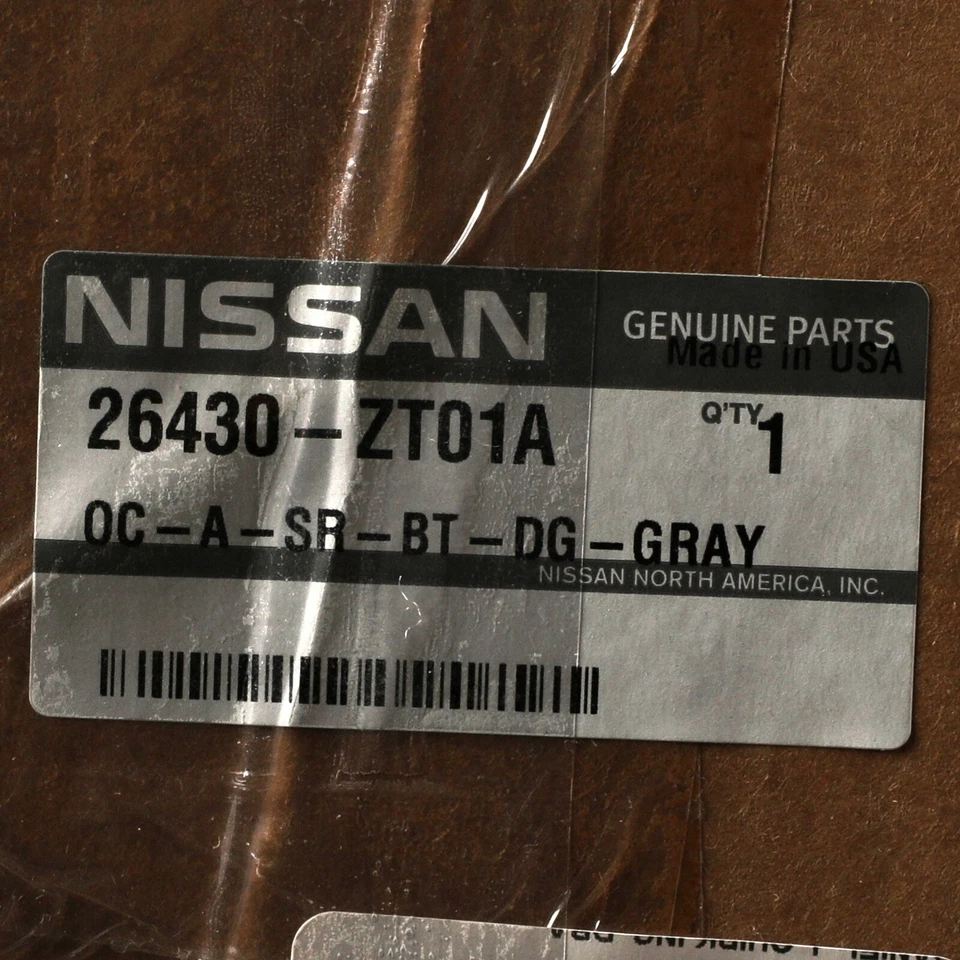 NISSAN
GENUINE PARTS
Made in USA
26430-ZT01A
Q'TY 1
OC-A-SR-BT-DG-GRAY
NISSAN NORTH AMERICA, INC.